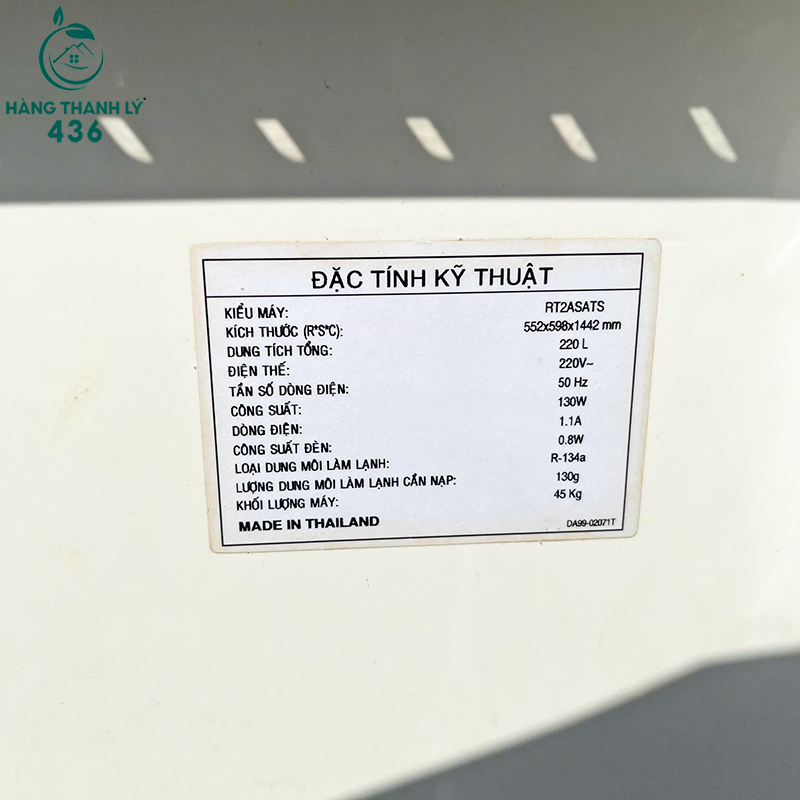 HÀNG THANH LÝ
436
ĐẶC TÍNH KỸ THUẬT
KIỂU MÁY: RT2ASATS
KÍCH THƯỚC (R*S*C): 552x598x1442 mm
DUNG TÍCH TỔNG: 220 L
ĐIỆN THẾ: 220V~
TẦN SỐ DÒNG ĐIỆN: 50 Hz
CÔNG SUẤT: 130W
DÒNG ĐIỆN: 1.1A
CÔNG SUẤT ĐÈN: 0.8W
LOẠI DUNG MÔI LÀM LẠNH: R-134a
LƯỢNG DUNG MÔI LÀM LẠNH CẦN NẠP: 130g
KHỐI LƯỢNG MÁY: 45 Kg
MADE IN THAILAND DA99-02071T